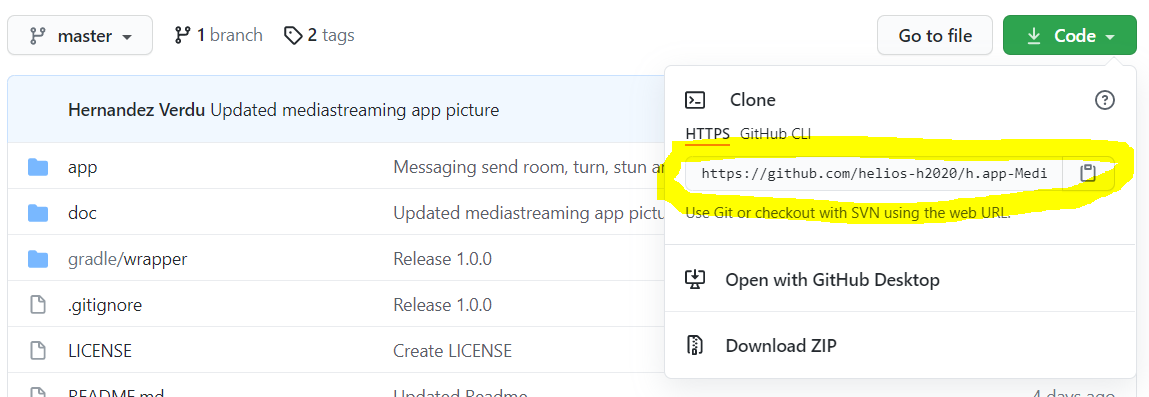 master 1 branch 2 tags Go to file Code
Hernandez Verdu Updated mediastreaming app picture
Clone
HTTPS GitHub CLI
https://github.com/helios-h2020/h.app-Medi
Use Git or checkout with SVN using the web URL.
Open with GitHub Desktop
Download ZIP
app Messaging send room, turn, stun
doc Updated mediastreaming app
gradle/wrapper Release 1.0.0
.gitignore Release 1.0.0
LICENSE Create LICENSE
README.md Updated Readme 4 days ago